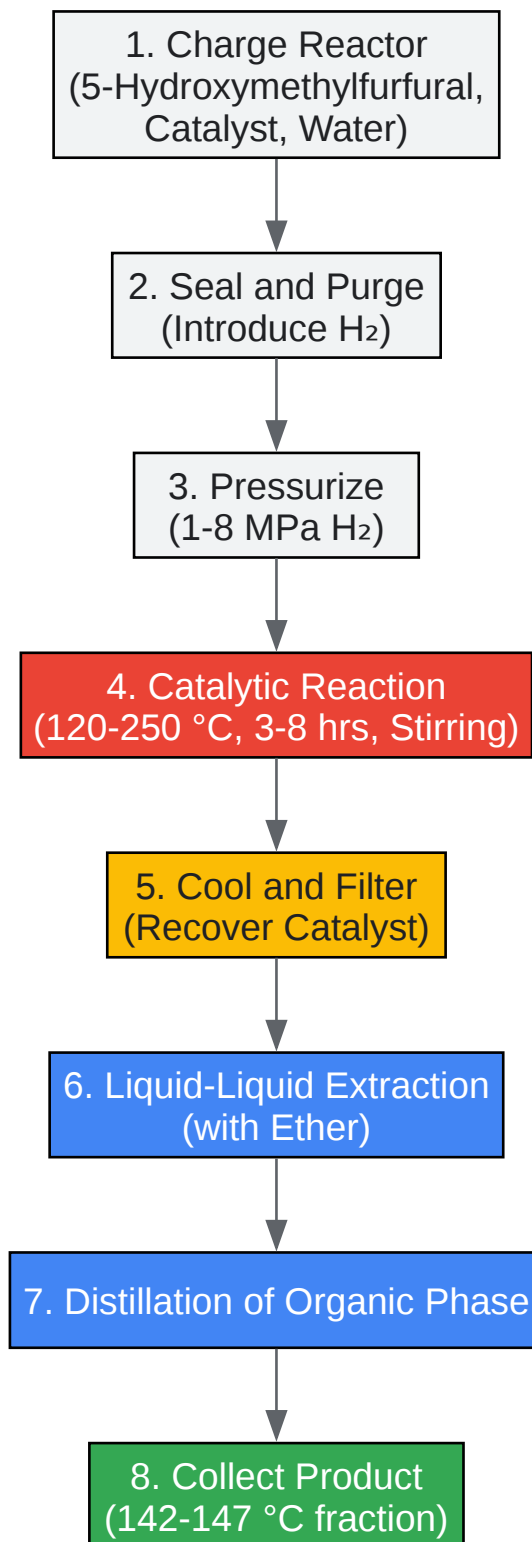 1. Charge Reactor
(5-Hydroxymethylfurfural,
Catalyst, Water)
2. Seal and Purge
(Introduce H₂)
3. Pressurize
(1-8 MPa H₂)
4. Catalytic Reaction
(120-250 °C, 3-8 hrs, Stirring)
5. Cool and Filter
(Recover Catalyst)
6. Liquid-Liquid Extraction
(with Ether)
7. Distillation of Organic Phase
8. Collect Product
(142-147 °C fraction)